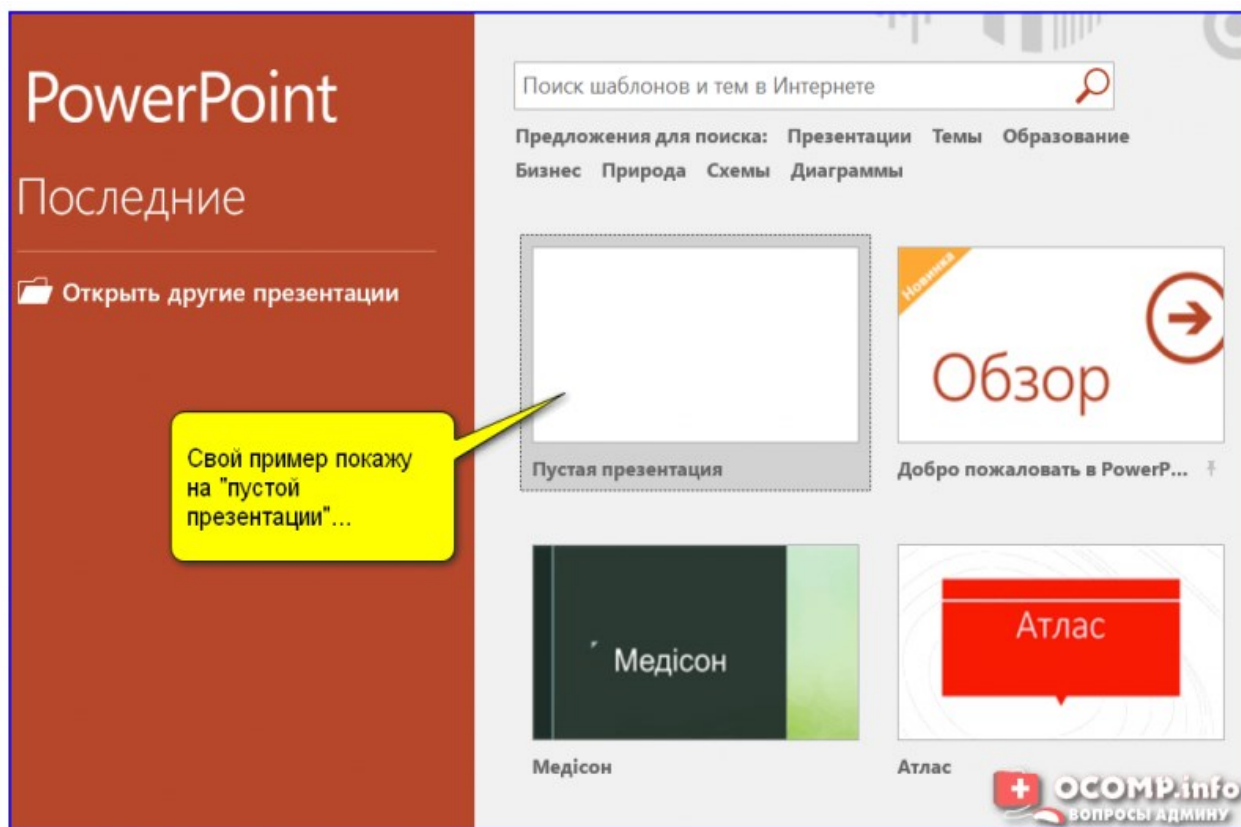 PowerPoint
Последние
Открыть другие презентации
Поиск шаблонов и тем в Интернете
Предложения для поиска: Презентации Темы Образование
Бизнес Природа Схемы Диаграммы
Свой пример покажу
на "пустой
презентации"...
Пустая презентация
Новинка
Обзор
Добро пожаловать в PowerP...
Медісон
Медісон
Атлас
Атлас
OCOMP.info
ВОПРОСЫ АДМИНУ